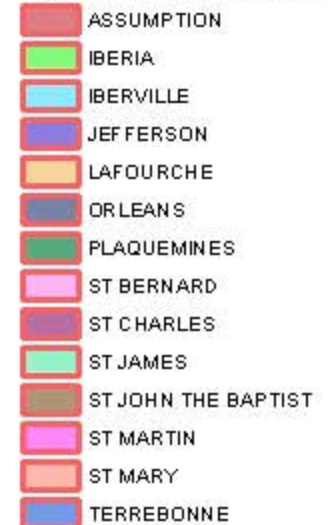 ASSUMPTION
IBERIA
IBERVILLE
JEFFERSON
LAFOURCHE
ORLEANS
PLAQUEMINES
ST BERNARD
ST CHARLES
ST JAMES
ST JOHN THE BAPTIST
ST MARTIN
ST MARY
TERREBONNE